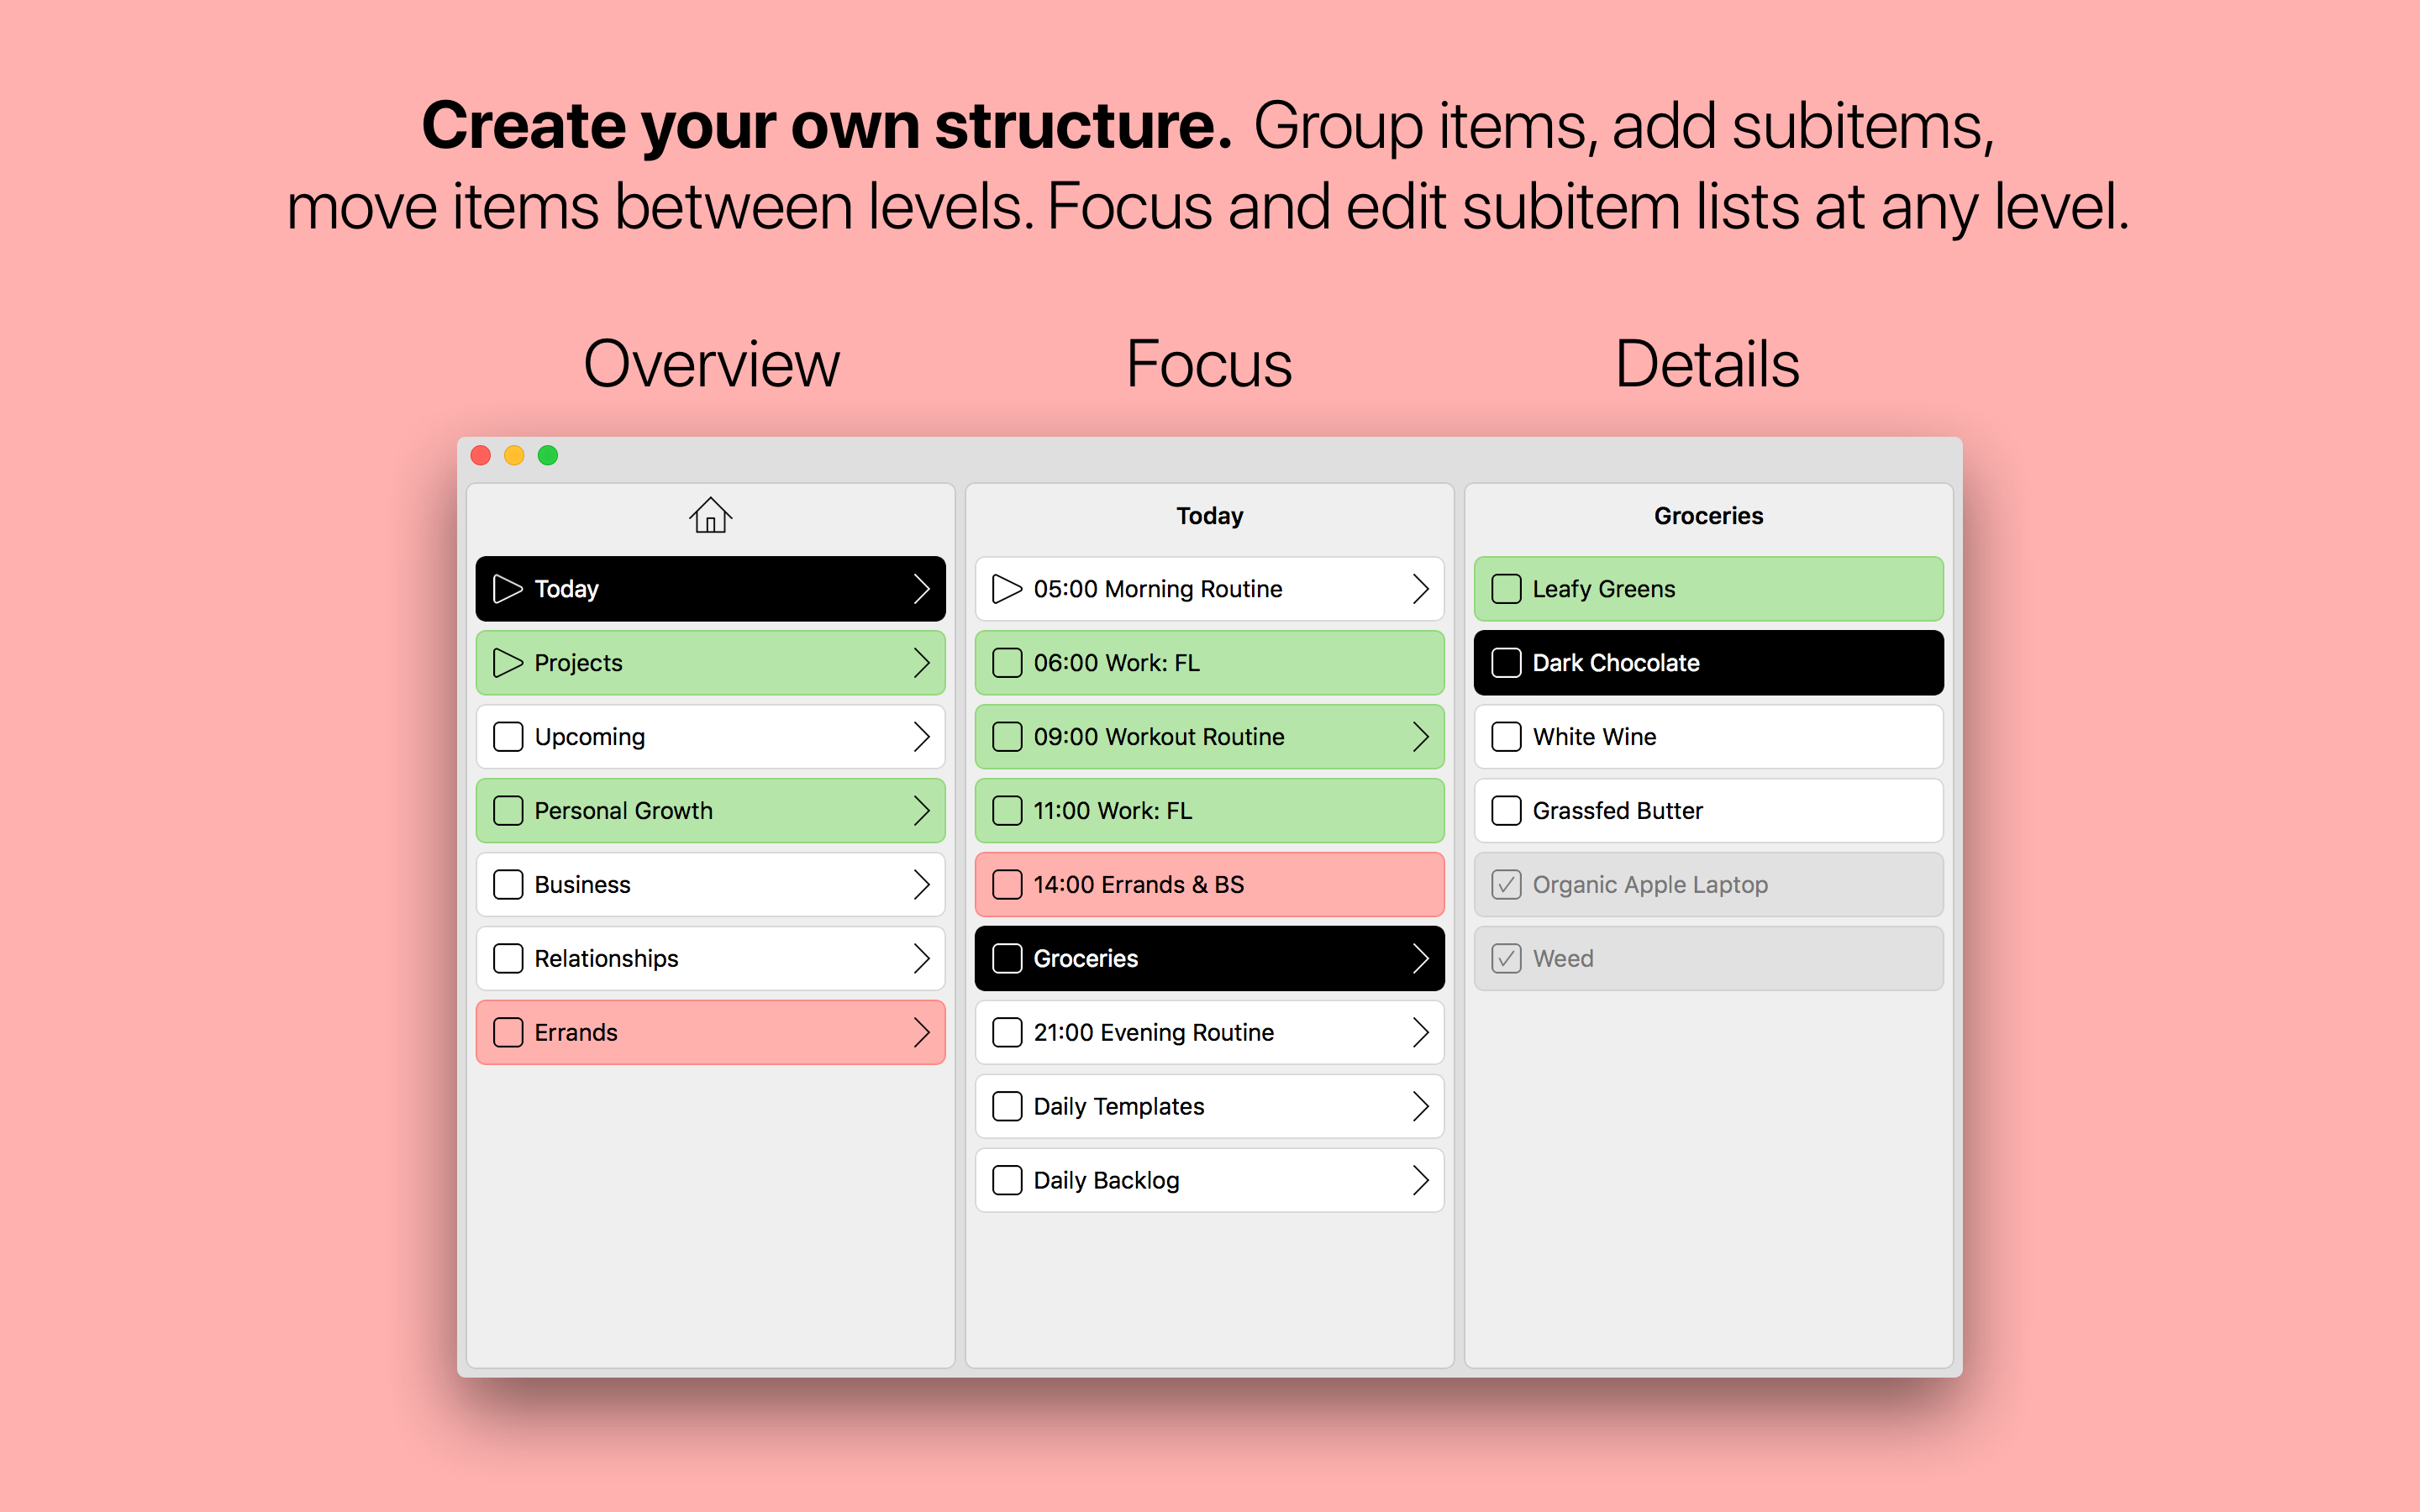 Create your own structure. Group items, add subitems,
move items between levels. Focus and edit subitem lists at any level.
Overview
Focus
Details
Today
Projects
Upcoming
Personal Growth
Business
Relationships
Errands
Today
05:00 Morning Routine
06:00 Work: FL
09:00 Workout Routine
11:00 Work: FL
14:00 Errands & BS
Groceries
21:00 Evening Routine
Daily Templates
Daily Backlog
Groceries
Leafy Greens
Dark Chocolate
White Wine
Grassfed Butter
Organic Apple Laptop
Weed